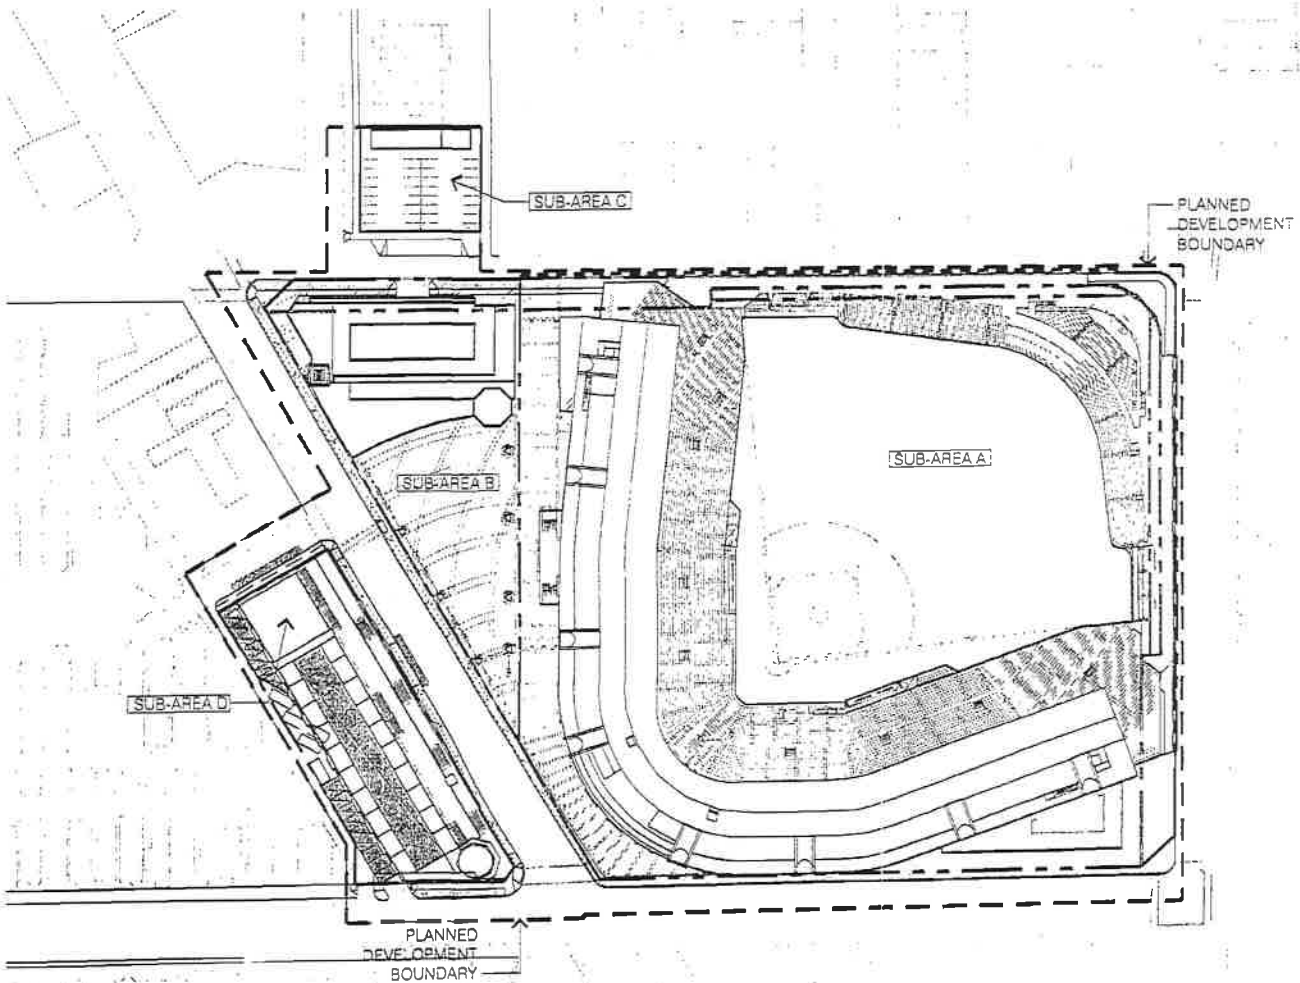 SUB-AREA C
PLANNED
DEVELOPMENT
BOUNDARY
SUB-AREA A
SUB-AREA B
SUB-AREA D
PLANNED
DEVELOPMENT
BOUNDARY